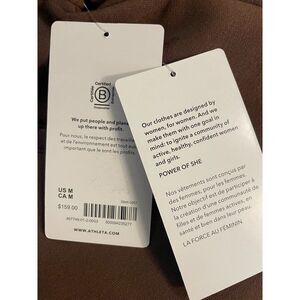 Certified
B
Corporation
We put people and planet
up there with profit.
Pour nous, le respect des travailleurs
et de l'environnement est tout aussi
important que le sont les profits.
US M
CA M
$159.00
WWW.ATHLETA.COM
Our clothes are designed by
women, for women. And we
make them with one goal in
mind: to ignite a community of
active, healthy, confident women
and girls.
POWER OF SHE
Nos vêtements sont conçus par
des femmes, pour les femmes.
Notre objectif est de participer à
la création d'une communauté de
filles et de femmes actives, en
santé et bien dans leur peau.
LA FORCE AU FÉMININ